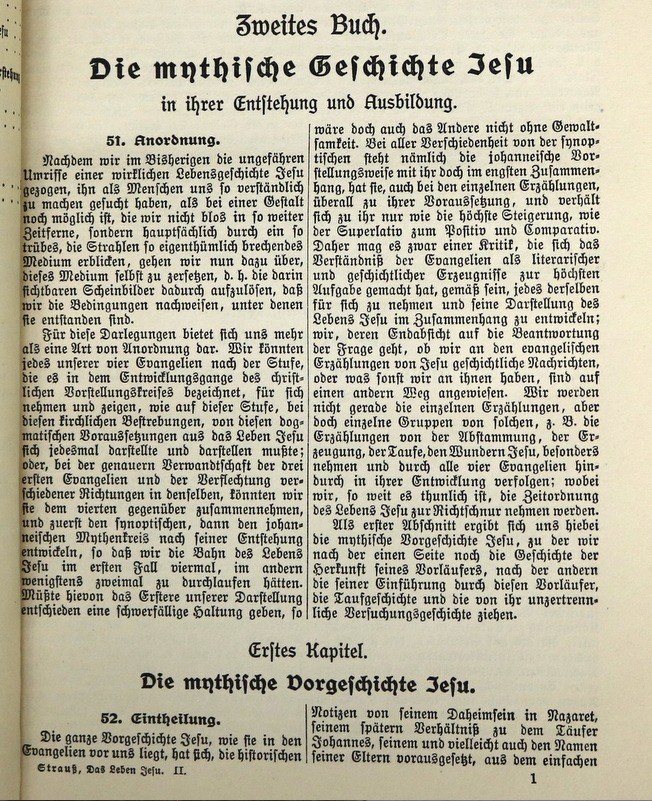 Zweites Buch.
Die mythische Geschichte Jesu
in ihrer Entstehung und Ausbildung.
51. Anordnung.
Nachdem wir im Bisherigen die ungefähren
Umrisse einer wirklichen Lebensgeschichte Jesu
gezogen, ihn als Menschen uns so verständlich
zu machen gesucht haben, als bei einer Gestalt
noch möglich ist, die wir nicht blos in so weiter
Zeitferne, sondern hauptsächlich durch ein so
trübes, die Strahlen so eigenthümlich brechendes
Medium erblicken, gehen wir nun dazu über,
dieses Medium selbst zu zersetzen, d. h. die darin
sichtbaren Scheinbilder dadurch aufzulösen, daß
wir die Bedingungen nachweisen, unter denen
sie entstanden sind.
Für diese Darlegungen bietet sich uns mehr
als eine Art von Anordnung dar. Wir könnten
jedes unserer vier Evangelien nach der Stufe,
die es in dem Entwicklungsgange des christ-
lichen Vorstellungskreises bezeichnet, für sich
nehmen und zeigen, wie auf dieser Stufe, bei
diesen kirchlichen Bestrebungen, von diesen dog-
matischen Voraussetzungen aus das Leben Jesu
sich jedesmal darstellte und darstellen mußte;
oder, bei der genauern Verwandtschaft der drei
ersten Evangelien und der Verflechtung ver-
schiedener Richtungen in denselben, könnten wir
sie dem vierten gegenüber zusammennehmen,
und zuerst den synoptischen, dann den johan-
neischen Mythenkreis nach seiner Entstehung
entwickeln, so daß wir die Bahn des Lebens
Jesu im ersten Fall viermal, im andern
wenigstens zweimal zu durchlaufen hätten.
Müßte hievon das Erstere unserer Darstellung
entschieden eine schwerfällige Haltung geben, so
wäre doch auch das Andere nicht ohne Gewalt-
samkeit. Bei aller Verschiedenheit von der synop-
tischen steht nämlich die johanneische Vor-
stellungsweise mit ihr doch im engsten Zusammen-
hang, hat sie, auch bei den einzelnen Erzählungen,
überall zu ihrer Voraussetzung, und verhält
sich zu ihr nur wie die höchste Steigerung, wie
der Superlativ zum Positiv und Comparativ.
Daher mag es zwar einer Kritik, die sich das
Verständniß der Evangelien als literarischer
und geschichtlicher Erzeugnisse zur höchsten
Aufgabe gemacht hat, gemäß sein, jedes derselben
für sich zu nehmen und seine Darstellung des
Lebens Jesu im Zusammenhang zu entwickeln;
wir, deren Endabsicht auf die Beantwortung
der Frage geht, ob wir an den evangelischen
Erzählungen von Jesu geschichtliche Nachrichten,
oder was sonst wir an ihnen haben, sind auf
einen andern Weg angewiesen. Wir werden
nicht gerade die einzelnen Erzählungen, aber
doch einzelne Gruppen von solchen, z. B. die
Erzählungen von der Abstammung, der Er-
zeugung, der Taufe, den Wundern Jesu, besonders
nehmen und durch alle vier Evangelien hin-
durch in ihrer Entwicklung verfolgen; wobei
wir, so weit es thunlich ist, die Zeitordnung
des Lebens Jesu zur Richtschnur nehmen werden.
Als erster Abschnitt ergibt sich uns hiebei
die mythische Vorgeschichte Jesu, zu der wir
nach der einen Seite noch die Geschichte der
Herkunft seines Vorläufers, nach der andern
die seiner Einführung durch diesen Vorläufer,
die Taufgeschichte und die von ihr unzertrenn-
liche Versuchungsgeschichte ziehen.
Erstes Kapitel.
Die mythische Vorgeschichte Jesu.
52. Eintheilung.
Die ganze Vorgeschichte Jesu, wie sie in den
Evangelien vor uns liegt, hat sich, die historischen
Notizen von seinem Daheimsein in Nazaret,
seinem spätern Verhältniß zu dem Täufer
Johannes, seinem und vielleicht auch den Namen
seiner Eltern vorausgesetzt, aus dem einfachen
Strauß, Das Leben Jesu. II.
1